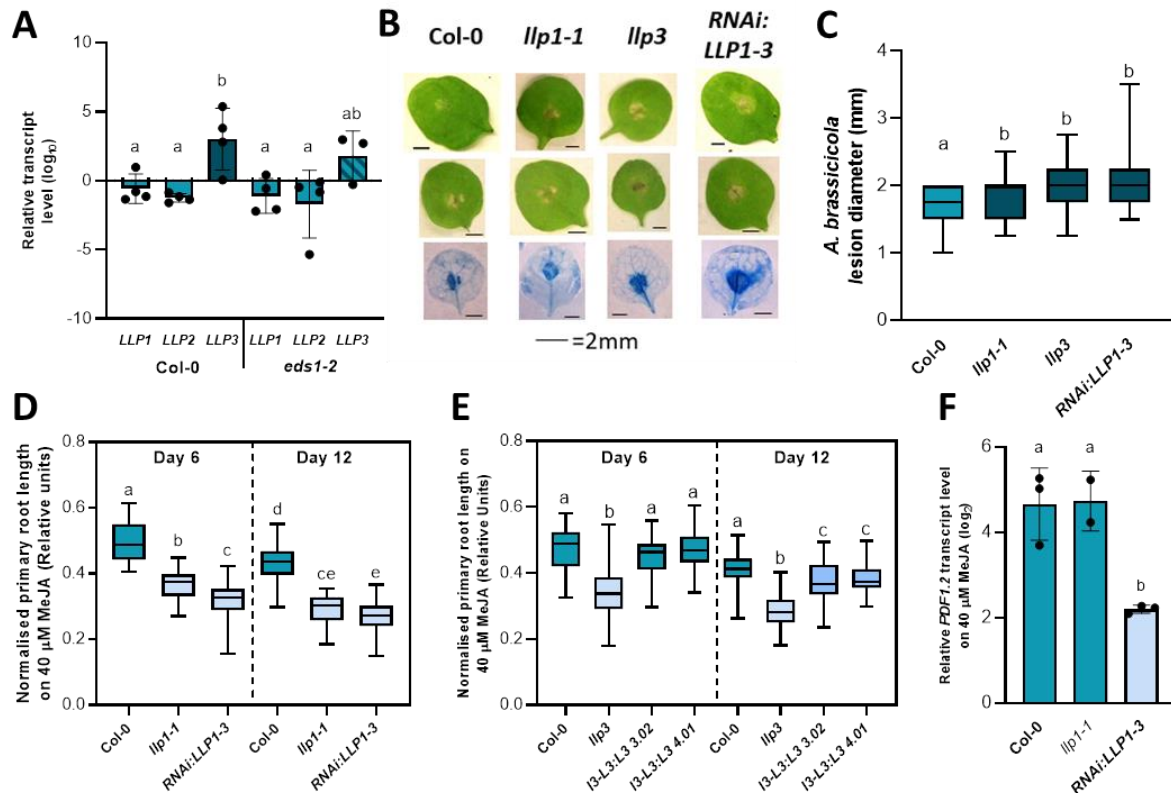 A
Relative transcript
level (log10)
10
5
0
-5
-10
a
a
b
a
a
ab
LLP1
LLP2
LLP3
LLP1
LLP2
LLP3
Col-0
eds1-2
B
Col-0
llp1-1
llp3
RNAi:
LLP1-3
=2mm
C
A. brassicicola
lesion diameter (mm)
4
3
2
1
0
a
b
b
b
Col-0
llp1-1
llp3
RNAi:LLP1-3
D
Normalised primary root length
on 40 µM MeJA (Relative units)
0.8
0.6
0.4
0.2
0.0
Day 6
Day 12
a
b
c
d
ce
e
Col-0
llp1-1
RNAi:LLP1-3
Col-0
llp1-1
RNAi:LLP1-3
E
Normalised primary root length on
40 µM MeJA (Relative Units)
0.8
0.6
0.4
0.2
0.0
Day 6
Day 12
a
b
a
a
a
b
c
c
Col-0
llp3
l3-L3:L3 3.02
l3-L3:L3 4.01
Col-0
llp3
l3-L3:L3 3.02
l3-L3:L3 4.01
F
Relative PDF1.2 transcript level
on 40 µM MeJA (log2)
6
4
2
0
a
a
b
Col-0
llp1-1
RNAi:LLP1-3